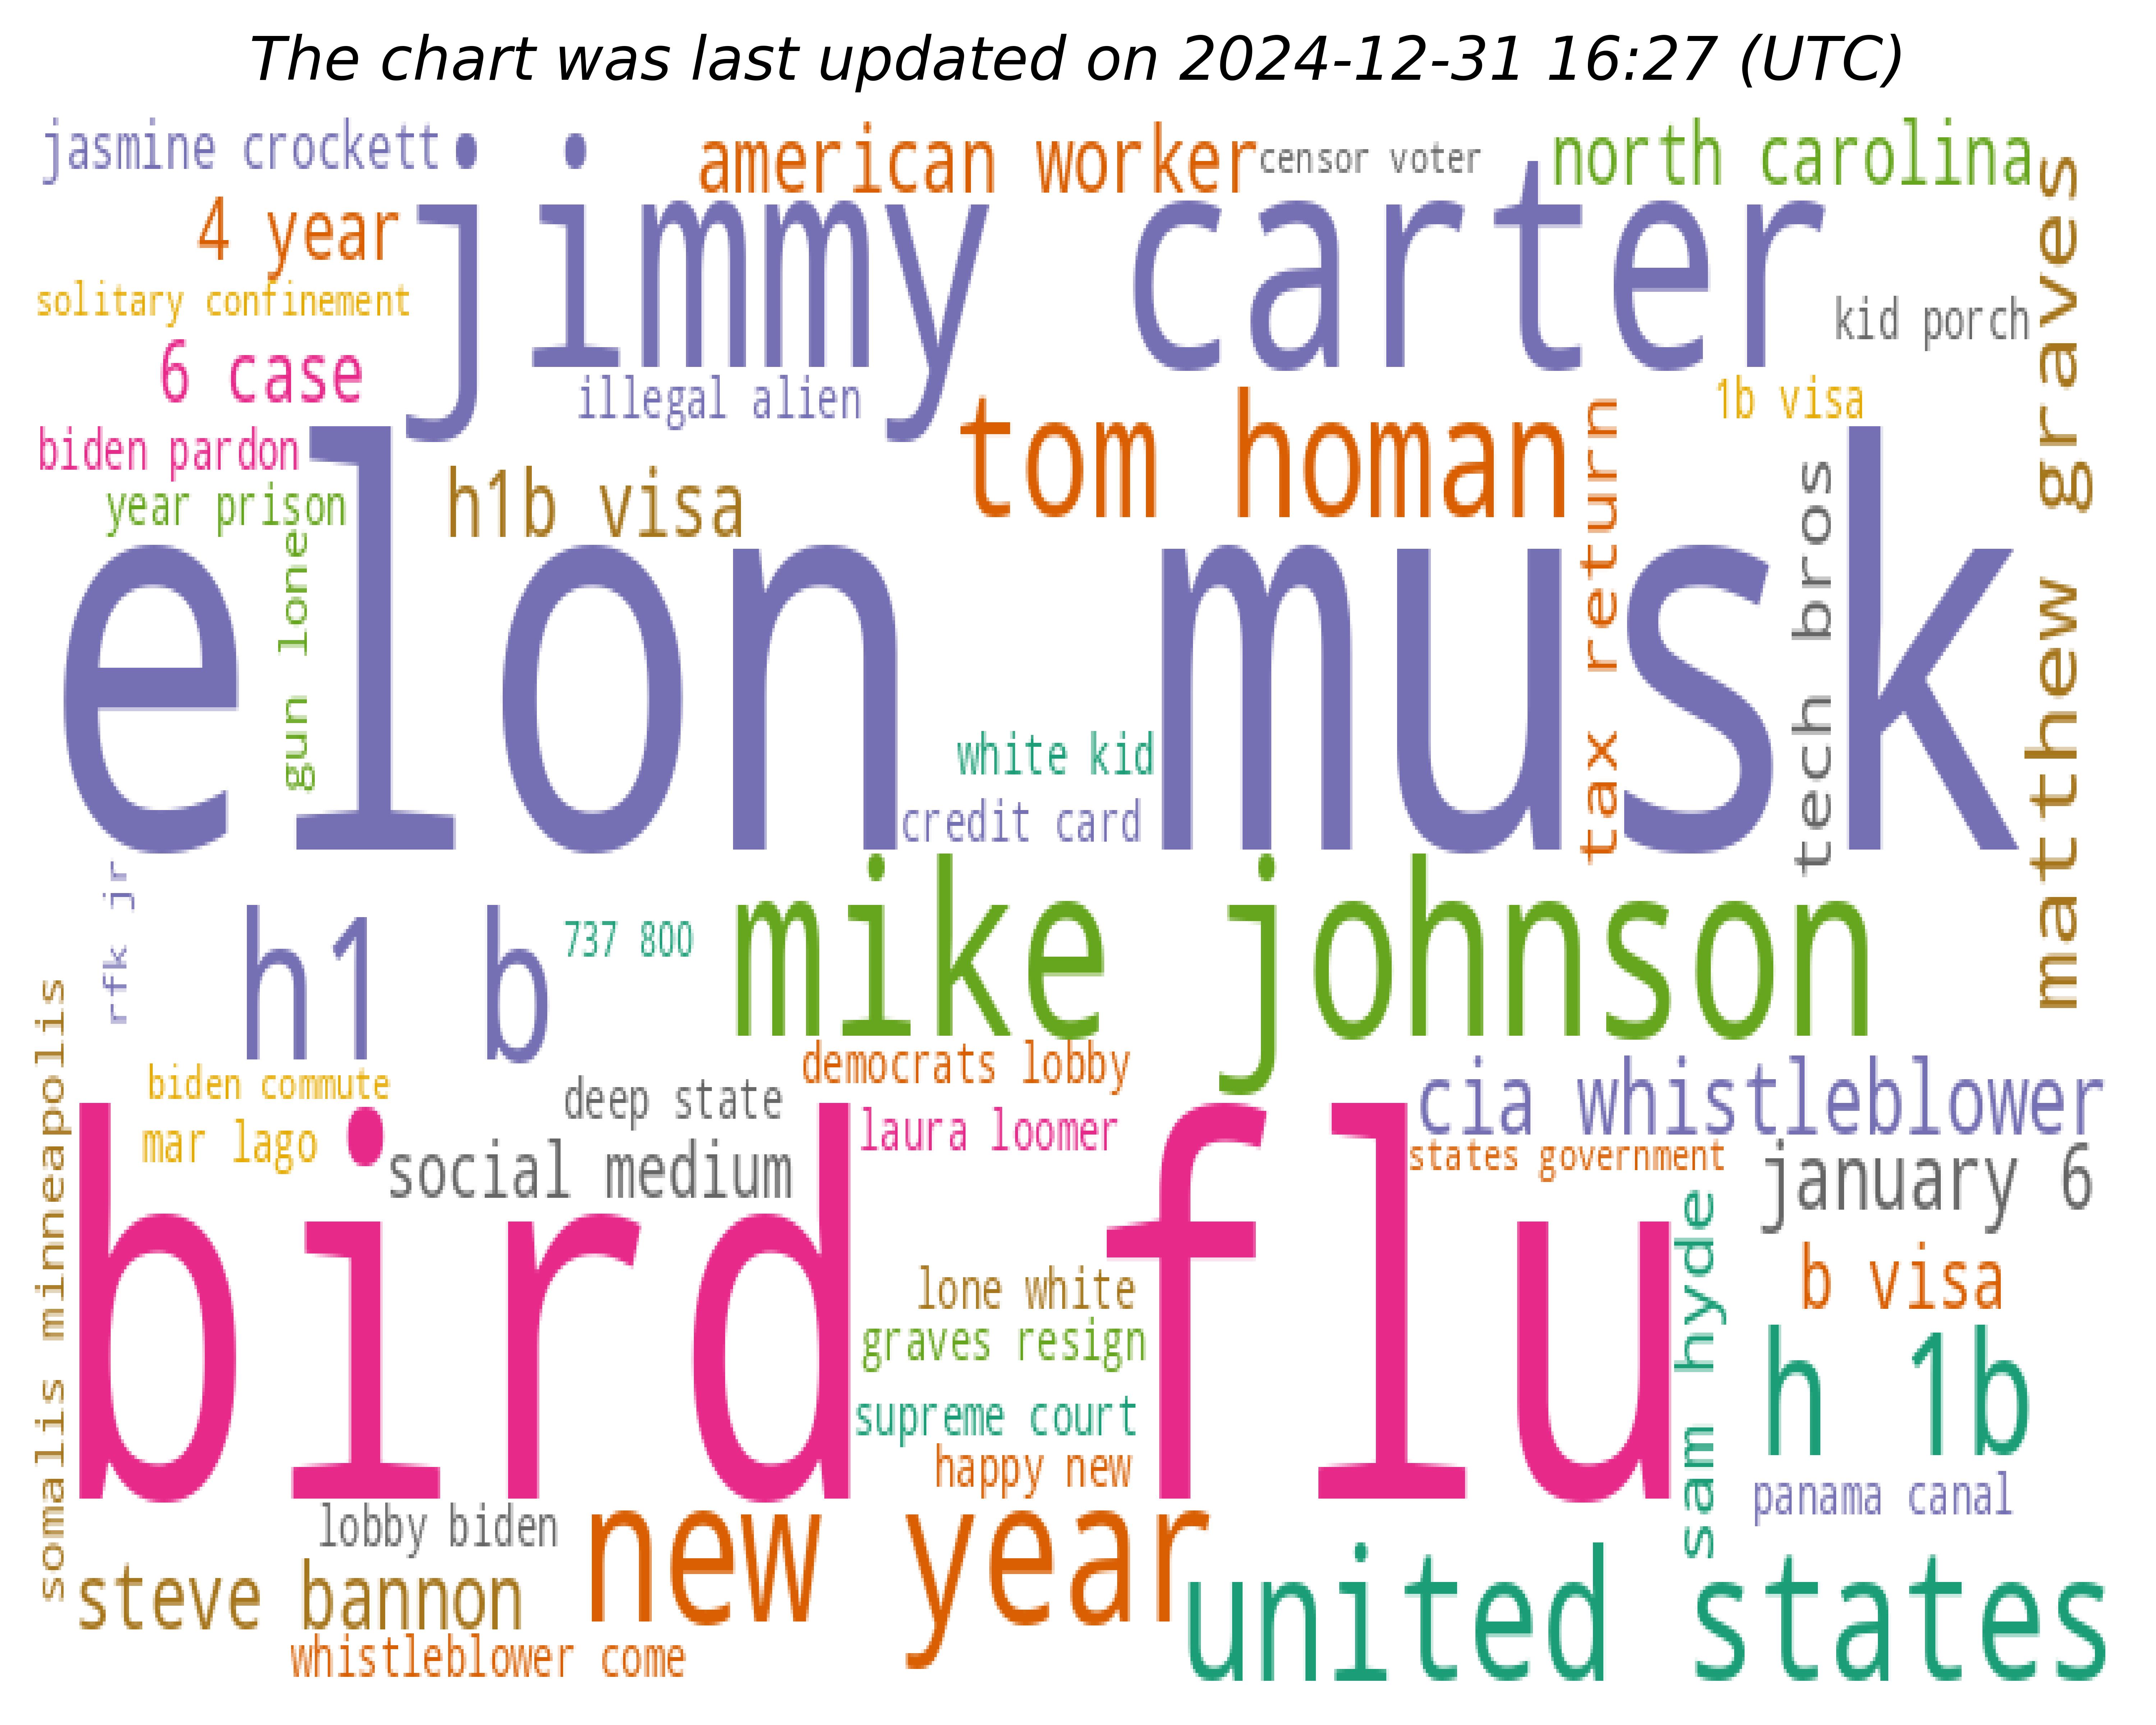 The chart was last updated on 2024-12-31 16:27 (UTC)
jasmine crockett
american worker
censor voter
north carolina
4 year
jimmy carter
solitary confinement
kid porch
matthew graves
6 case
illegal alien
1b visa
biden pardon
tom homan
year prison
h1b visa
tax return
tech bros
gun lone
elon musk
white kid
credit card
rfk jr
h1 b
737 800
mike johnson
somalis minneapolis
biden commute
democrats lobby
deep state
cia whistleblower
mar lago
laura loomer
social medium
states government
january 6
bird flu
sam hyde
lone white
b visa
graves resign
h 1b
supreme court
happy new
panama canal
lobby biden
new year
steve bannon
united states
whistleblower come